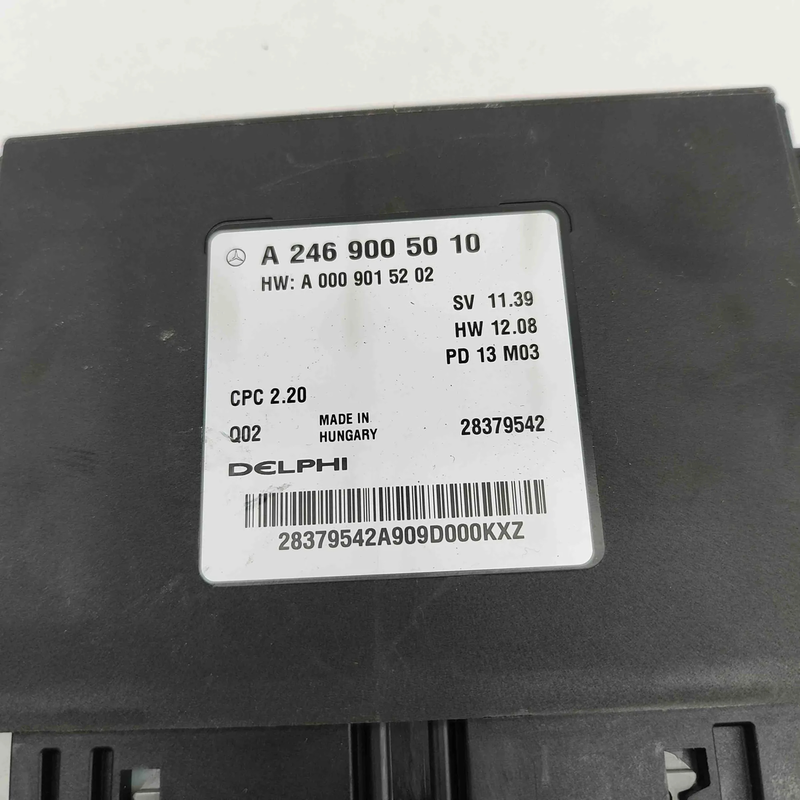 A 246 900 50 10
HW: A 000 901 52 02
SV 11.39
HW 12.08
PD 13 M03
CPC 2.20
Q02 MADE IN HUNGARY 28379542
DELPHI
28379542A909D000KXZ